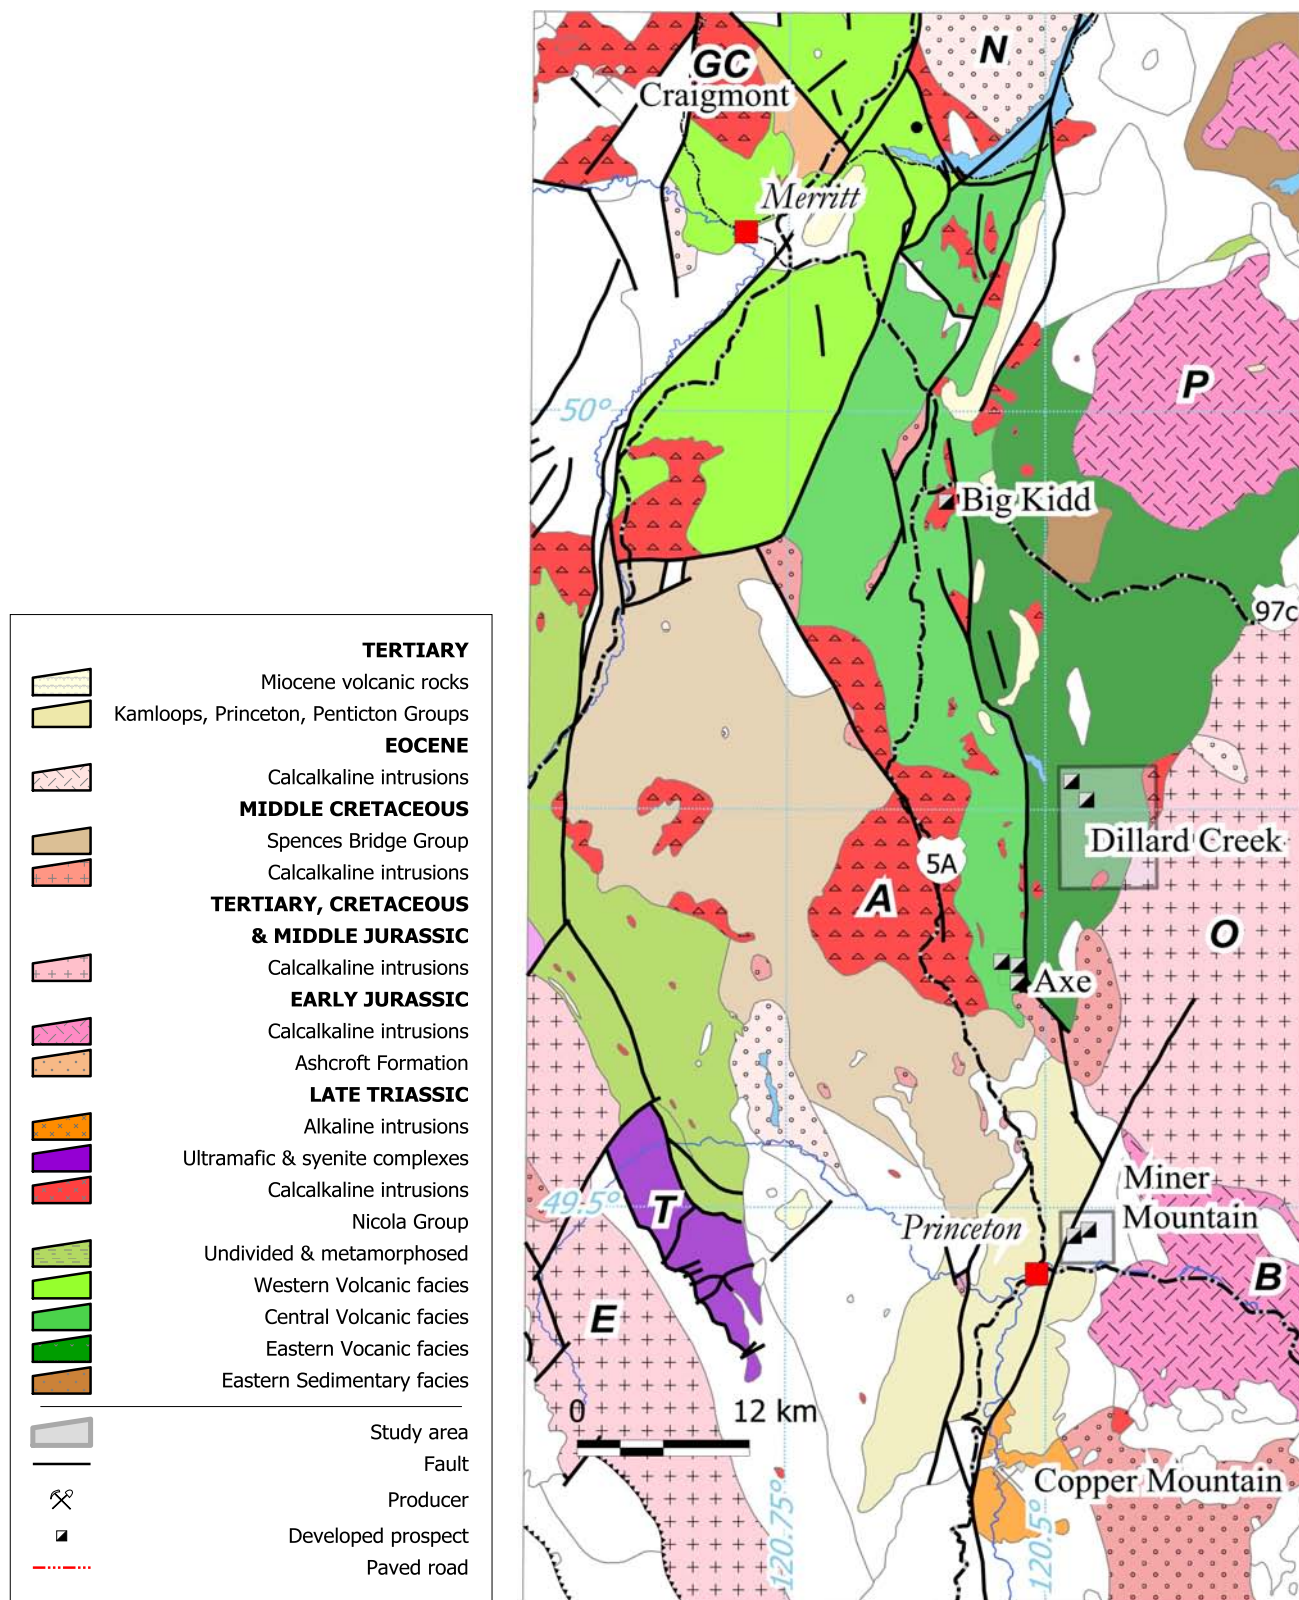 GC
Craigmont
N
Merritt
P
50°
Big Kidd
97c
TERTIARY
Miocene volcanic rocks
Kamloops, Princeton, Penticton Groups
EOCENE
Calcalkaline intrusions
MIDDLE CRETACEOUS
Spences Bridge Group
Calcalkaline intrusions
TERTIARY, CRETACEOUS
& MIDDLE JURASSIC
Calcalkaline intrusions
EARLY JURASSIC
Calcalkaline intrusions
Ashcroft Formation
LATE TRIASSIC
Alkaline intrusions
Ultramafic & syenite complexes
Calcalkaline intrusions
Nicola Group
Undivided & metamorphosed
Western Volcanic facies
Central Volcanic facies
Eastern Vocanic facies
Eastern Sedimentary facies
Study area
Fault
Producer
Developed prospect
Paved road
Dillard Creek
5A
A
O
Axe
Miner
Mountain
49.5°
T
Princeton
B
E
0 12 km
Copper Mountain
120.75°
120.5°